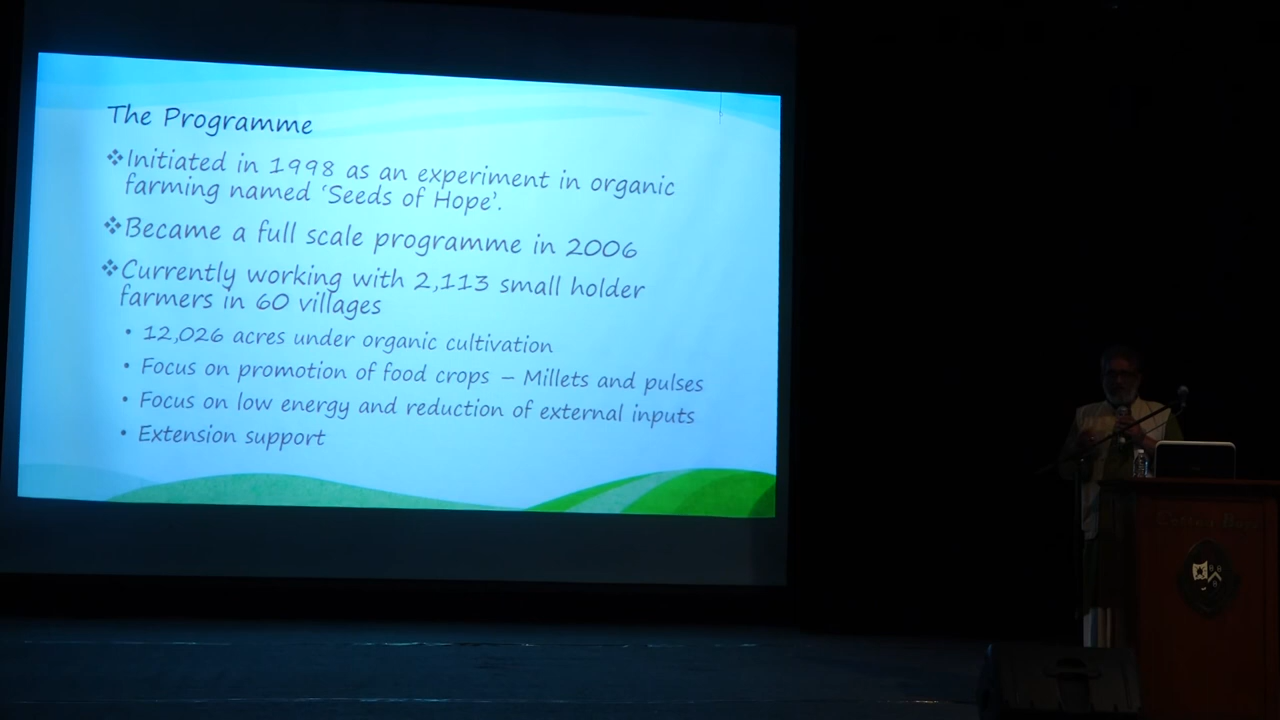 The Programme
❖Initiated in 1998 as an experiment in organic
farming named ‘Seeds of Hope’.
❖Became a full scale programme in 2006
❖Currently working with 2,113 small holder
farmers in 60 villages
• 12,026 acres under organic cultivation
• Focus on promotion of food crops – Millets and pulses
• Focus on low energy and reduction of external inputs
• Extension support